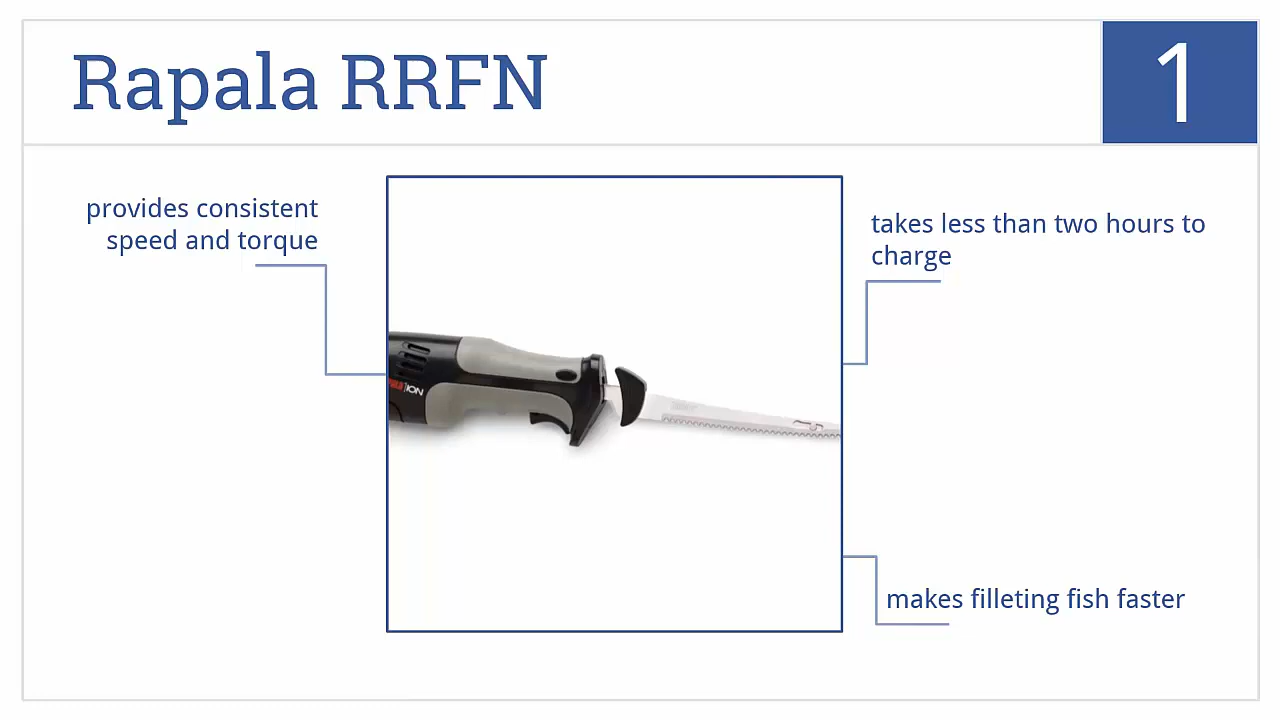 Rapala RRFN
1
provides consistent
speed and torque
takes less than two hours to
charge
ION
makes filleting fish faster